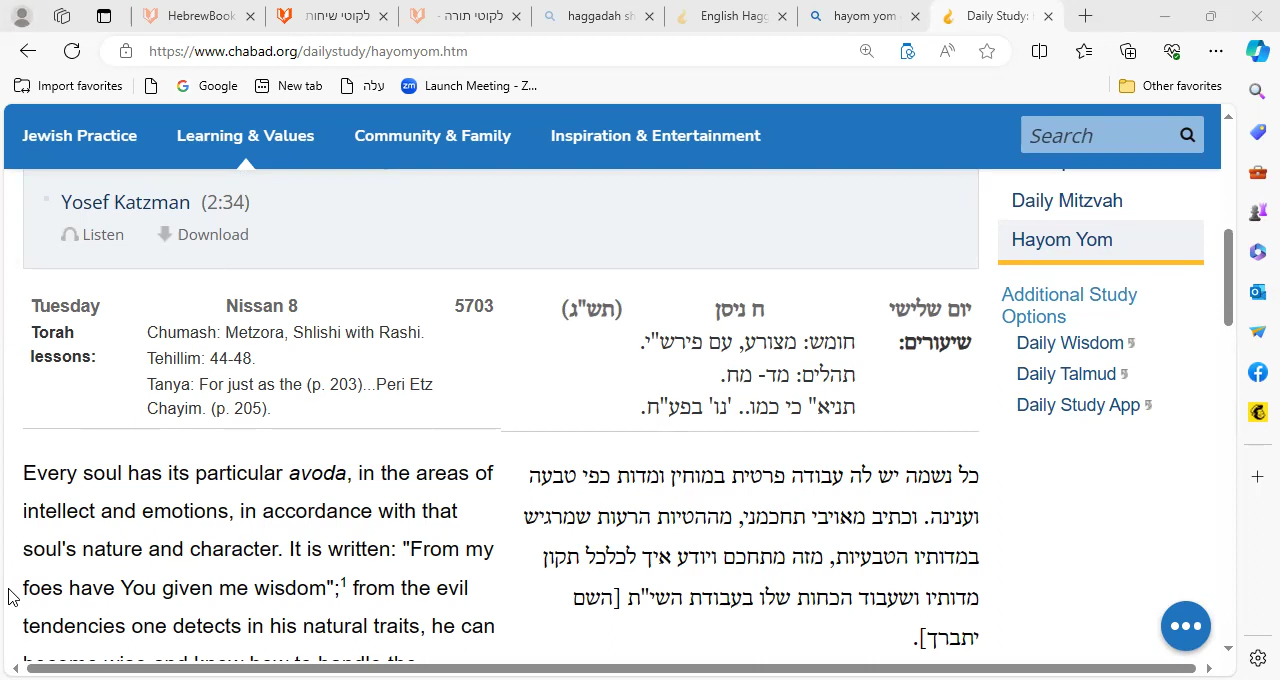 HebrewBook
לקוטי שיחות
לקוטי תורה -
haggadah sh
English Hagg
hayom yom
Daily Study:
https://www.chabad.org/dailystudy/hayomyom.htm
Import favorites
Google
New tab
עלה
Launch Meeting - Z...
Other favorites
Jewish Practice
Learning & Values
Community & Family
Inspiration & Entertainment
Search
Yosef Katzman (2:34)
Listen
Download
Daily Mitzvah
Hayom Yom
Additional Study
Options
Daily Wisdom
Daily Talmud
Daily Study App
Tuesday Nissan 8 5703
Torah lessons:
Chumash: Metzora, Shlishi with Rashi.
Tehillim: 44-48.
Tanya: For just as the (p. 203)...Peri Etz
Chayim. (p. 205).
יום שלישי ח ניסן (תש"ג)
שיעורים:
חומש: מצורע, עם פירש"י.
תהלים: מד- מח.
תניא" כי כמו.. 'נו' בפע"ח.
Every soul has its particular avoda, in the areas of
intellect and emotions, in accordance with that
soul's nature and character. It is written: "From my
foes have You given me wisdom";1 from the evil
tendencies one detects in his natural traits, he can
become wise and know how to handle the
כל נשמה יש לה עבודה פרטית במוחין ומדות כפי טבעה
וענינה. וכתיב מאויבי תחכמני, מההטיות הרעות שמרגיש
במדותיו הטבעיות, מזה מתחכם ויודע איך לכלכל תקון
מדותיו ושעבוד הכחות שלו בעבודת השי"ת [השם
יתברך].